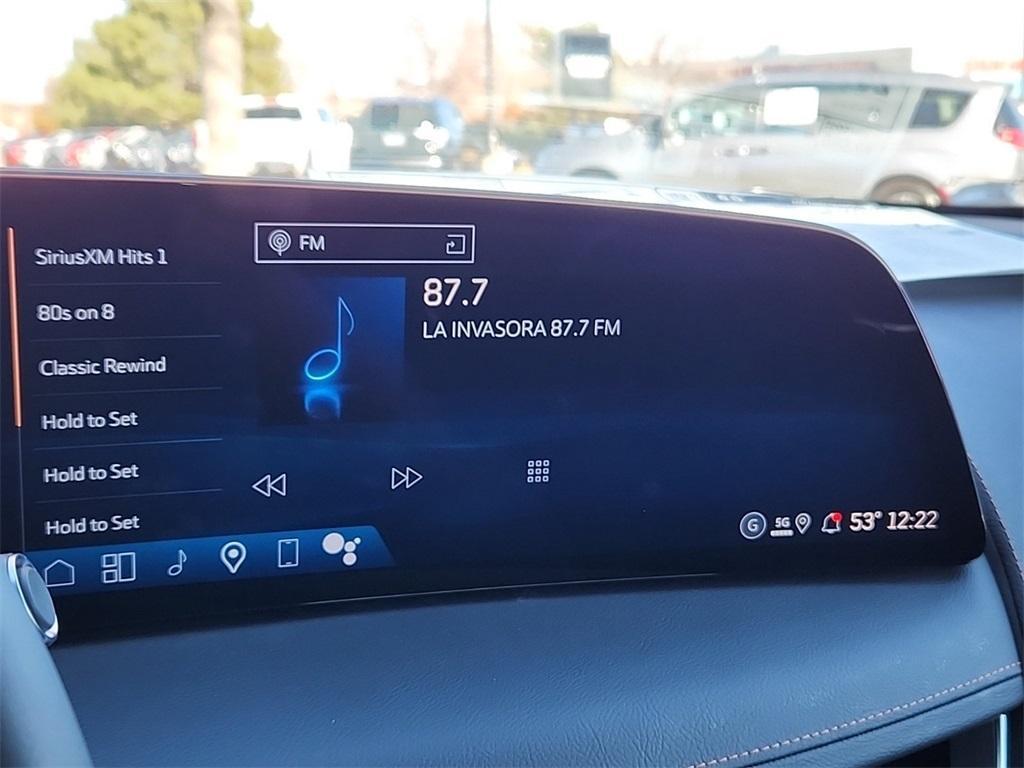 SiriusXM Hits 1
80s on 8
Classic Rewind
Hold to Set
Hold to Set
Hold to Set
FM
87.7
LA INVASORA 87.7 FM
G 5G 53° 12:22